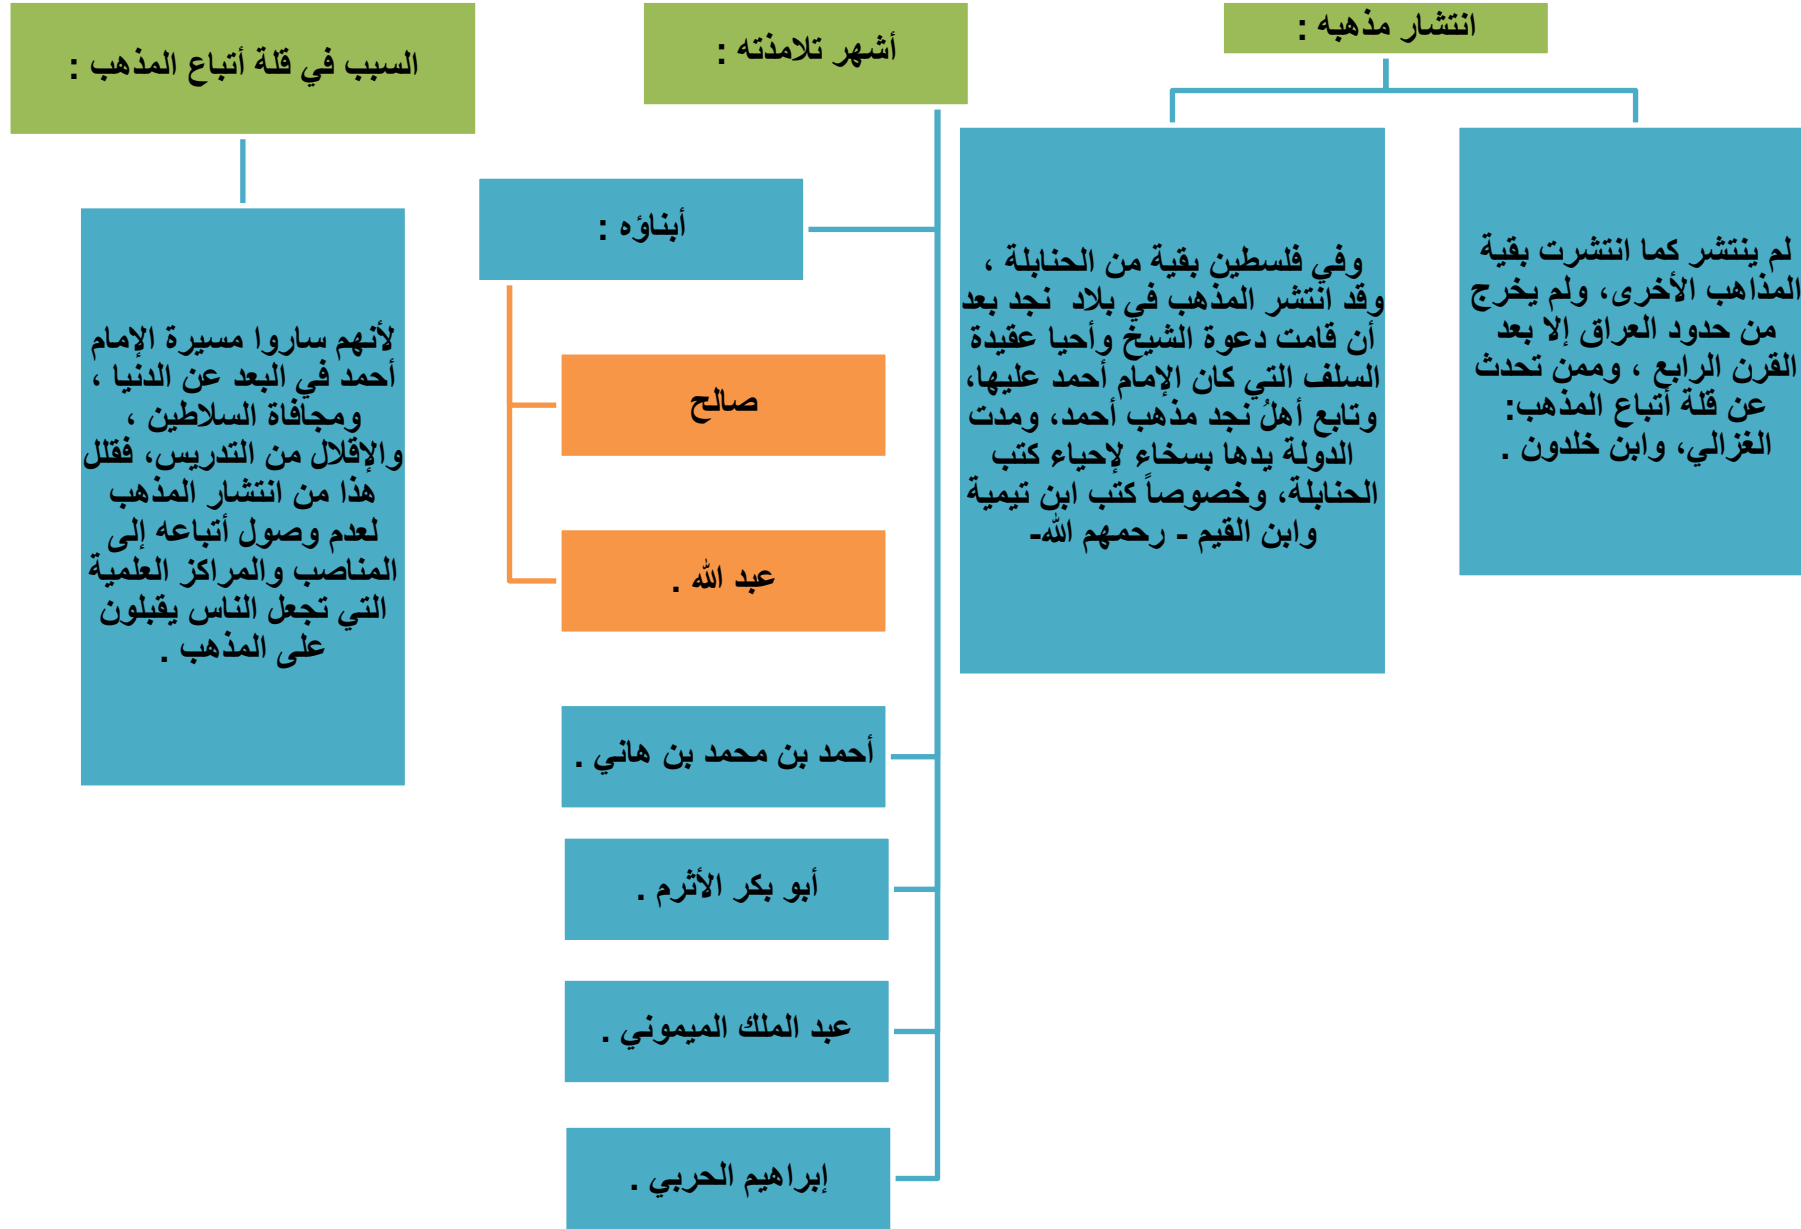 انتشار مذهبه :
لم ينتشر كما انتشرت بقية
المذاهب الأخرى، ولم يخرج
من حدود العراق إلا بعد
القرن الرابع ، وممن تحدث
عن قلة أتباع المذهب:
الغزالي، وابن خلدون .
وفي فلسطين بقية من الحنابلة ،
وقد انتشر المذهب في بلاد نجد بعد
أن قامت دعوة الشيخ وأحيا عقيدة
السلف التي كان الإمام أحمد عليها،
وتابع أهلُ نجد مذهب أحمد، ومدت
الدولة يدها بسخاء لإحياء كتب
الحنابلة، وخصوصاً كتب ابن تيمية
وابن القيم - رحمهم الله-
أشهر تلامذته :
أبناؤه :
صالح
عبد الله .
أحمد بن محمد بن هاني .
أبو بكر الأثرم .
عبد الملك الميموني .
إبراهيم الحربي .
السبب في قلة أتباع المذهب :
لأنهم ساروا مسيرة الإمام
أحمد في البعد عن الدنيا ،
ومجافاة السلاطين ،
والإقلال من التدريس، فقلل
هذا من انتشار المذهب
لعدم وصول أتباعه إلى
المناصب والمراكز العلمية
التي تجعل الناس يقبلون
على المذهب .